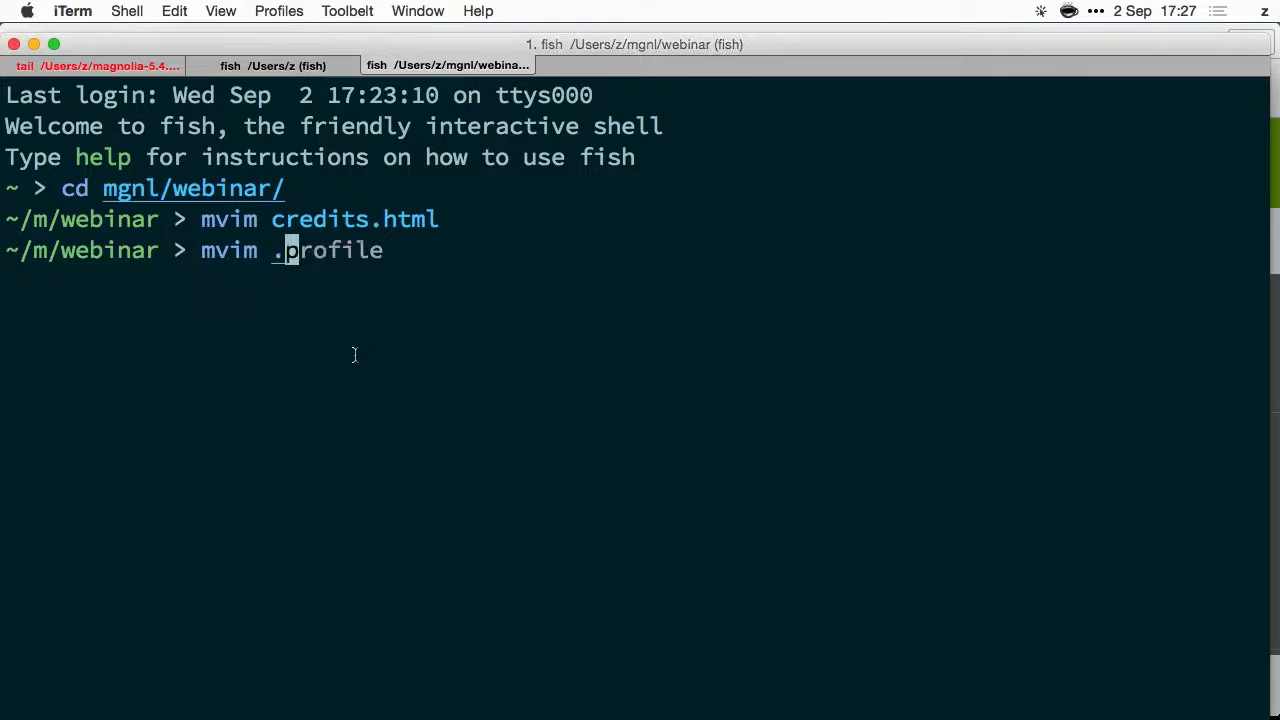 iTerm Shell Edit View Profiles Toolbelt Window Help 2 Sep 17:27 z
1. fish /Users/z/mgnl/webinar (fish)
tail /Users/z/magnolia-5.4.... fish /Users/z (fish) fish /Users/z/mgnl/webina...
Last login: Wed Sep  2 17:23:10 on ttys000
Welcome to fish, the friendly interactive shell
Type help for instructions on how to use fish
~ > cd mgnl/webinar/
~/m/webinar > mvim credits.html
~/m/webinar > mvim .profile